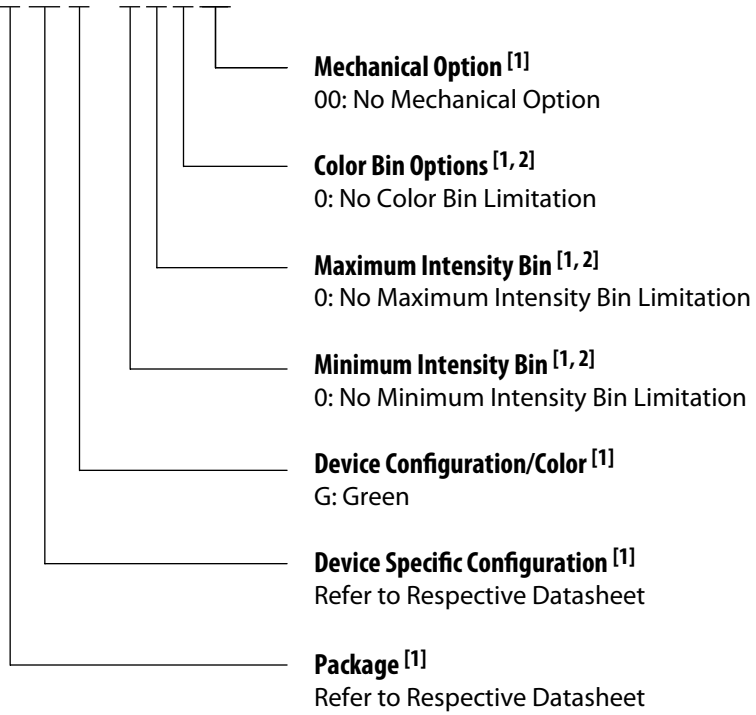 Mechanical Option [1]
00: No Mechanical Option
Color Bin Options [1, 2]
0: No Color Bin Limitation
Maximum Intensity Bin [1, 2]
0: No Maximum Intensity Bin Limitation
Minimum Intensity Bin [1, 2]
0: No Minimum Intensity Bin Limitation
Device Configuration/Color [1]
G: Green
Device Specific Configuration [1]
Refer to Respective Datasheet
Package [1]
Refer to Respective Datasheet